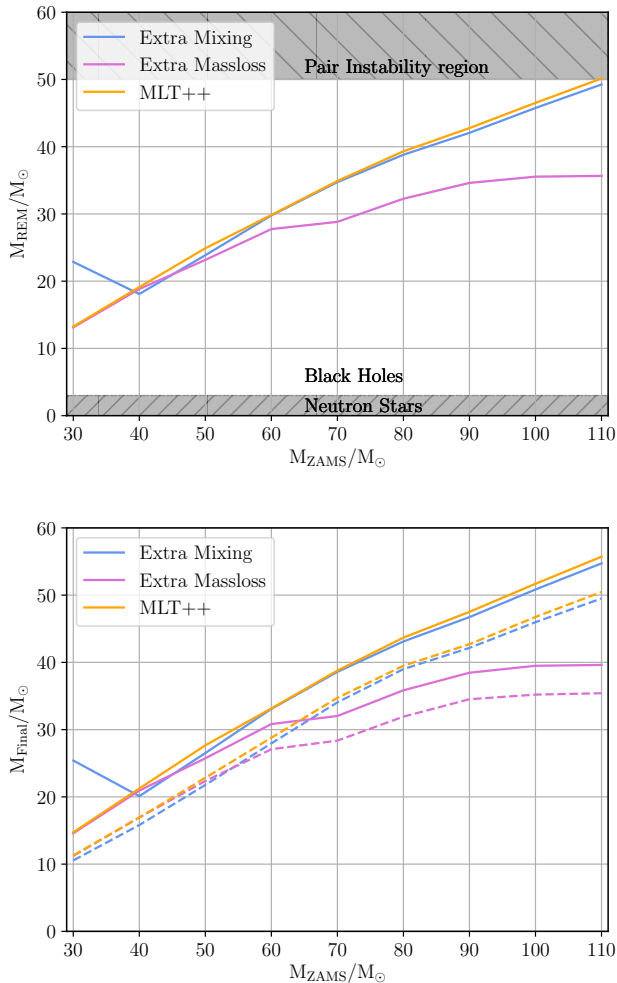 60
50
40
30
20
10
0
M_REM/M_⊙
Extra Mixing
Extra Massloss
MLT++
Pair Instability region
Black Holes
Neutron Stars
30 40 50 60 70 80 90 100 110
M_ZAMS/M_⊙
60
50
40
30
20
10
0
M_Final/M_⊙
Extra Mixing
Extra Massloss
MLT++
30 40 50 60 70 80 90 100 110
M_ZAMS/M_⊙